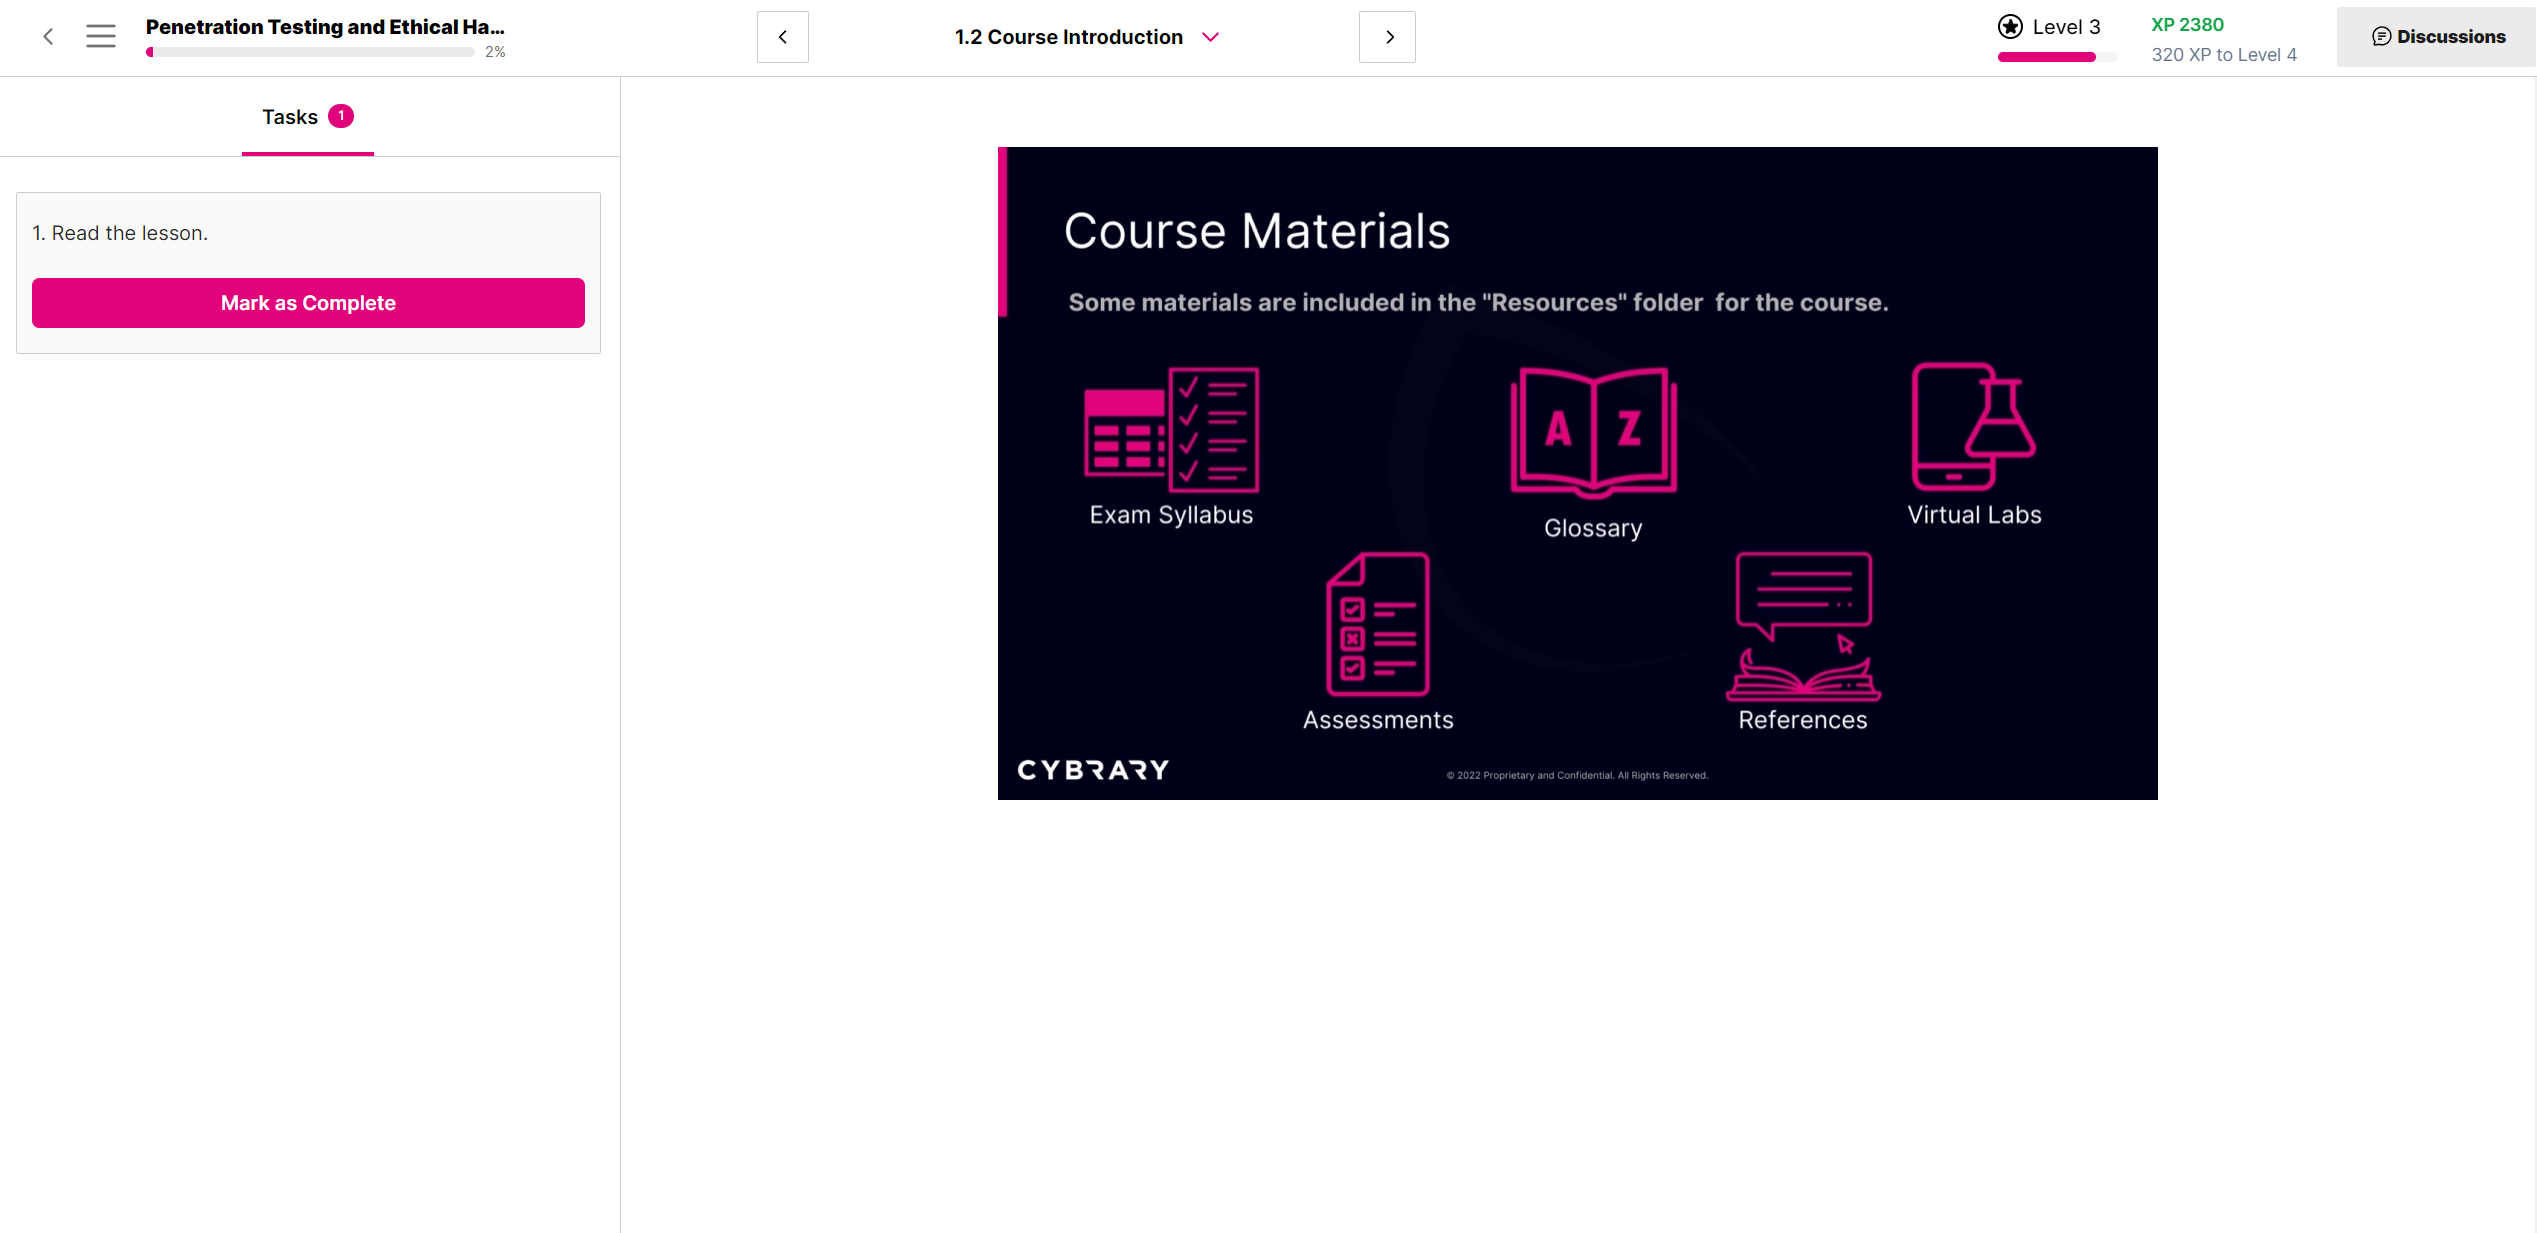 Penetration Testing and Ethical Ha...
2%
1.2 Course Introduction
Level 3
XP 2380
320 XP to Level 4
Discussions
Tasks 1
1. Read the lesson.
Mark as Complete
Course Materials
Some materials are included in the "Resources" folder for the course.
A Z
Exam Syllabus
Glossary
Virtual Labs
Assessments
References
CYBRARY
© 2022 Proprietary and Confidential. All Rights Reserved.